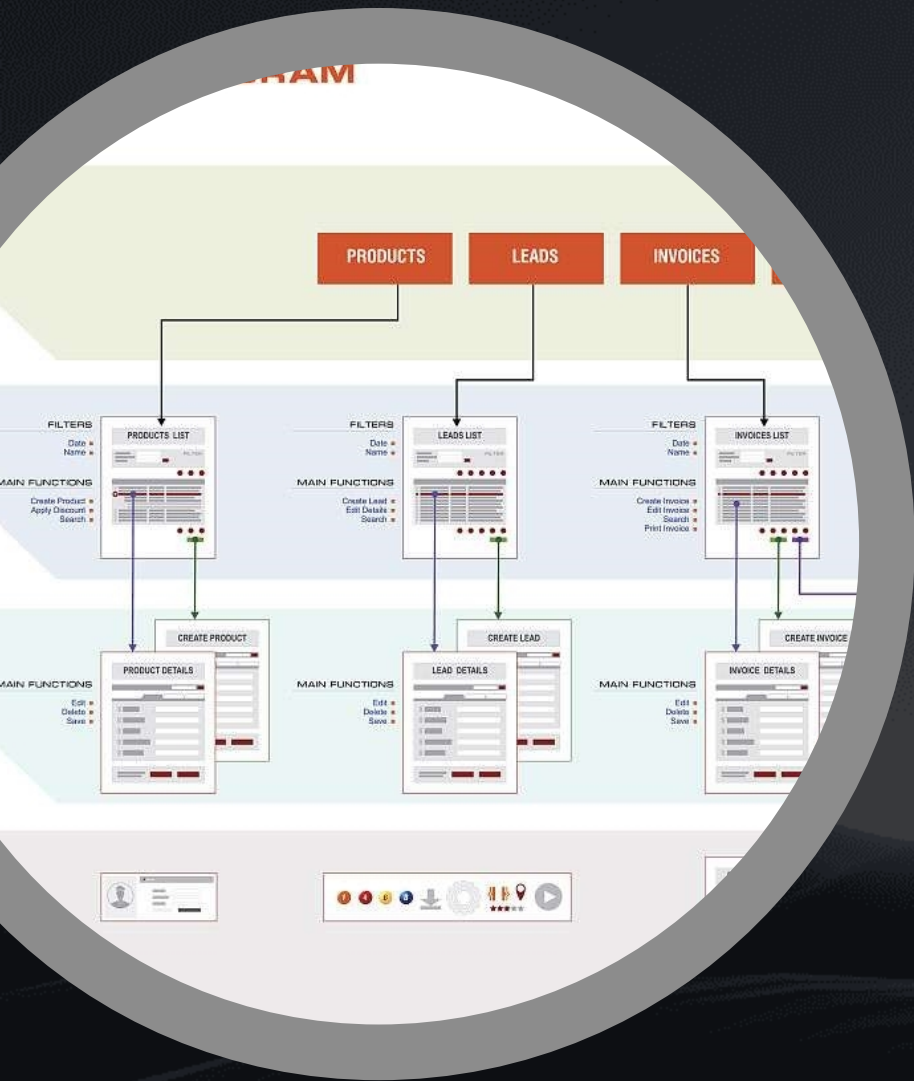 PRODUCTS
LEADS
INVOICES
FILTERS
Date
Name
MAIN FUNCTIONS
Create Product
Apply Discount
Search
PRODUCTS LIST
FILTER
FILTERS
Date
Name
MAIN FUNCTIONS
Create Lead
Edit Details
Search
LEADS LIST
FILTER
FILTERS
Date
Name
MAIN FUNCTIONS
Create Invoice
Edit Invoice
Search
Print Invoice
INVOICES LIST
FILTER
MAIN FUNCTIONS
Edit
Delete
Save
CREATE PRODUCT
PRODUCT DETAILS
MAIN FUNCTIONS
Edit
Delete
Save
CREATE LEAD
LEAD DETAILS
MAIN FUNCTIONS
Edit
Delete
Save
CREATE INVOICE
INVOICE DETAILS